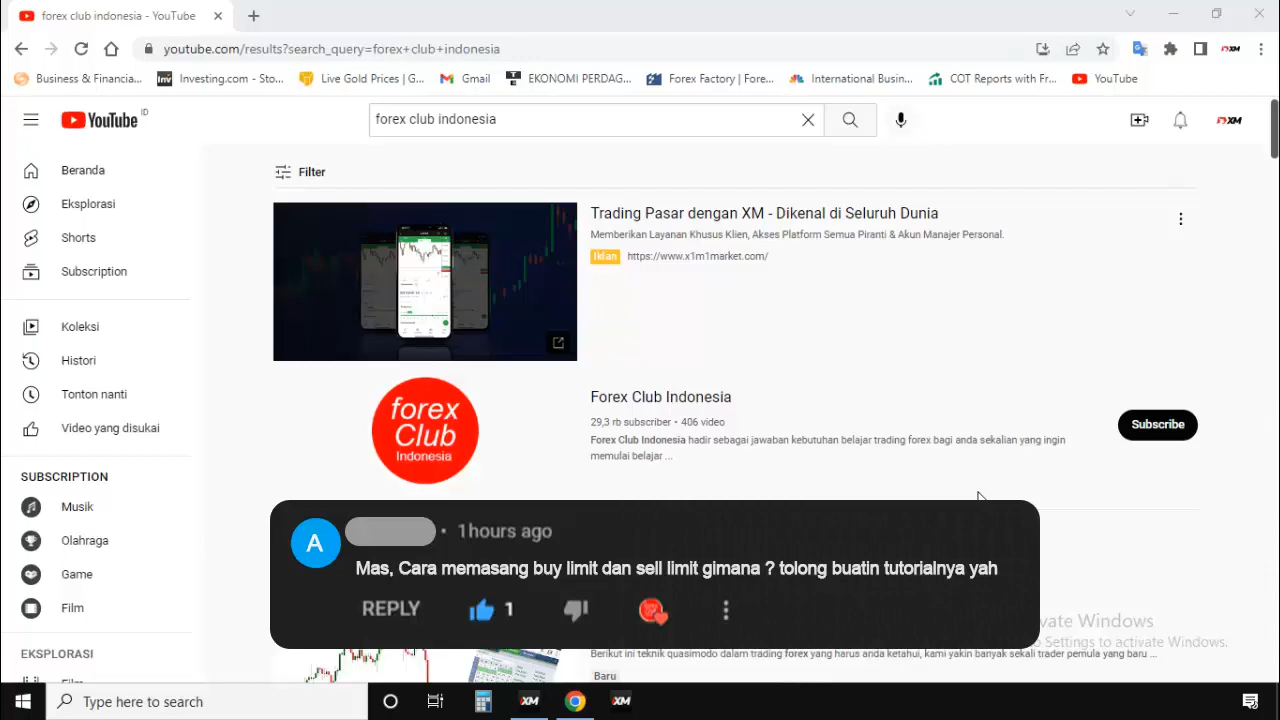 forex club indonesia - YouTube
youtube.com/results?search_query=forex+club+indonesia
Business & Financia...
Investing.com - Sto...
Live Gold Prices | G...
Gmail
EKONOMI PERDAG...
Forex Factory | Fore...
International Busin...
COT Reports with Fr...
YouTube
YouTube ID
forex club indonesia
XM
Beranda
Eksplorasi
Shorts
Subscription
Koleksi
Histori
Tonton nanti
Video yang disukai
SUBSCRIPTION
Musik
Olahraga
Game
Film
EKSPLORASI
Filter
Trading Pasar dengan XM - Dikenal di Seluruh Dunia
Memberikan Layanan Khusus Klien, Akses Platform Semua Piranti & Akun Manajer Personal.
Iklan https://www.x1m1market.com/
forex
Club
Indonesia
Forex Club Indonesia
29,3 rb subscriber • 406 video
Forex Club Indonesia hadir sebagai jawaban kebutuhan belajar trading forex bagi anda sekalian yang ingin
memulai belajar ...
Subscribe
A
• 1hours ago
Mas, Cara memasang buy limit dan sell limit gimana ? tolong buatin tutorialnya yah
REPLY 1
vate Windows
Settings to activate Windows.
Berikut ini teknik quasimodo dalam trading forex yang harus anda ketahui, kami yakin banyak sekali trader pemula yang baru ...
Baru
Type here to search
XM
XM